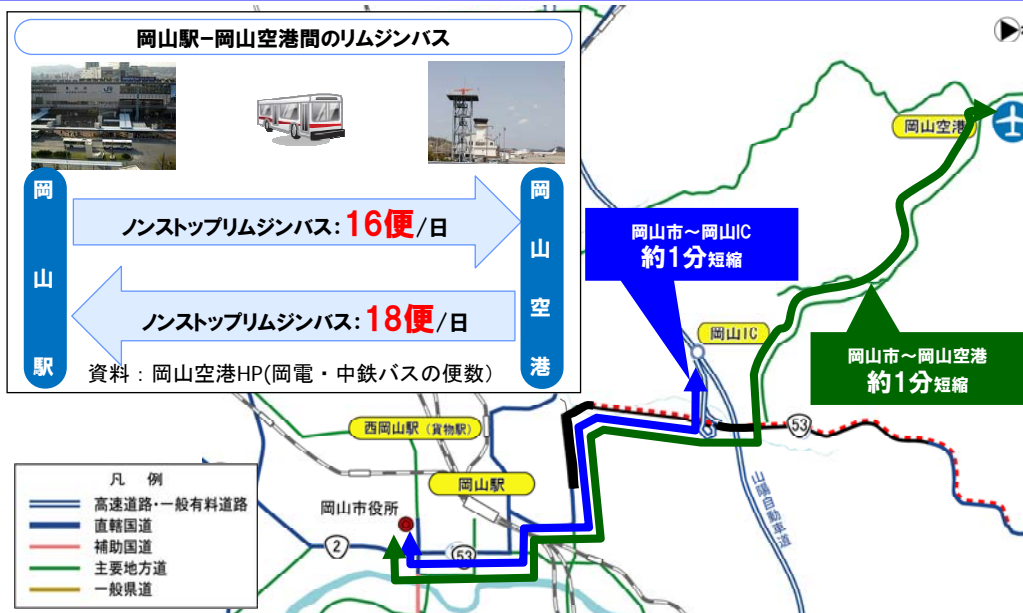 岡山駅−岡山空港間のリムジンバス
岡山駅
岡山空港
ノンストップリムジンバス：16便/日
ノンストップリムジンバス：18便/日
資料：岡山空港HP(岡電・中鉄バスの便数)
岡山空港
岡山市～岡山IC
約1分短縮
岡山IC
岡山市～岡山空港
約1分短縮
53
西岡山駅（貨物駅）
岡山駅
山陽自動車道
岡山市役所
2
53
凡 例
高速道路・一般有料道路
直轄国道
補助国道
主要地方道
一般県道